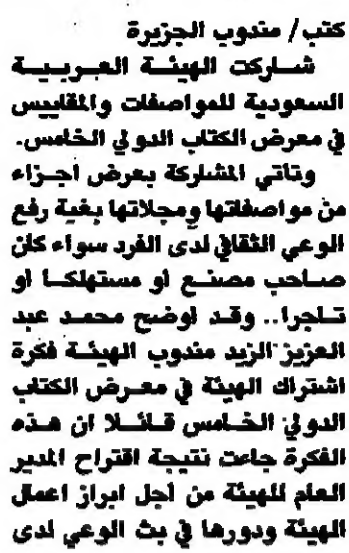 كتب/ مندوب الجزيرة
شاركت الهيئة العربية
السعودية للمواصفات والمقاييس
في معرض الكتاب الدولي الخامس.
وتأتي المشاركة بعرض اجزاء
من مواصفاتها ومجلاتها بغية رفع
الوعي الثقافي لدى الفرد سواء كان
صاحب مصنع او مستهلكا او
تاجرا.. وقد اوضح محمد عبد
العزيز الزيد مندوب الهيئة فكرة
اشتراك الهيئة في معرض الكتاب
الدولي الخامس قائلا ان هذه
الفكرة جاءت نتيجة اقتراح المدير
العام للهيئة من اجل ابراز اعمال
الهيئة ودورها في بث الوعي لدى